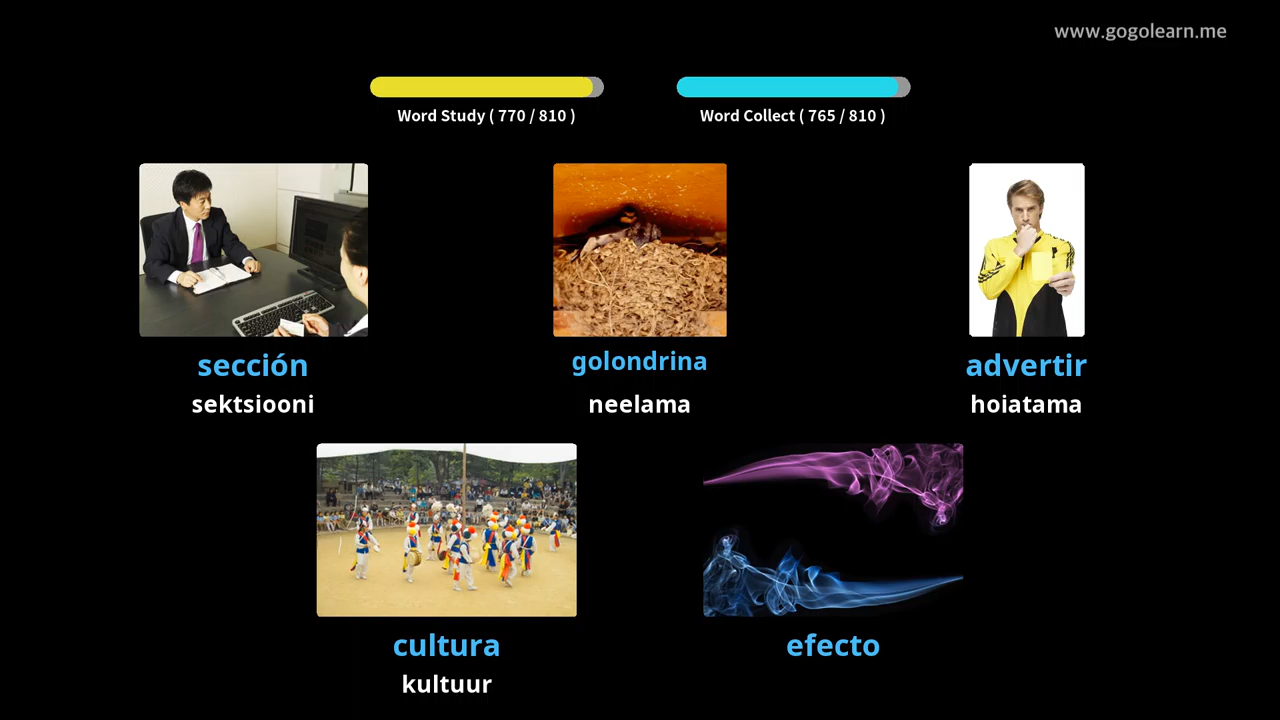 www.gogolearn.me
Word Study ( 770 / 810 )
Word Collect ( 765 / 810 )
sección
golondrina
advertir
sektsiooni
neelama
hoiatama
cultura
efecto
kultuur